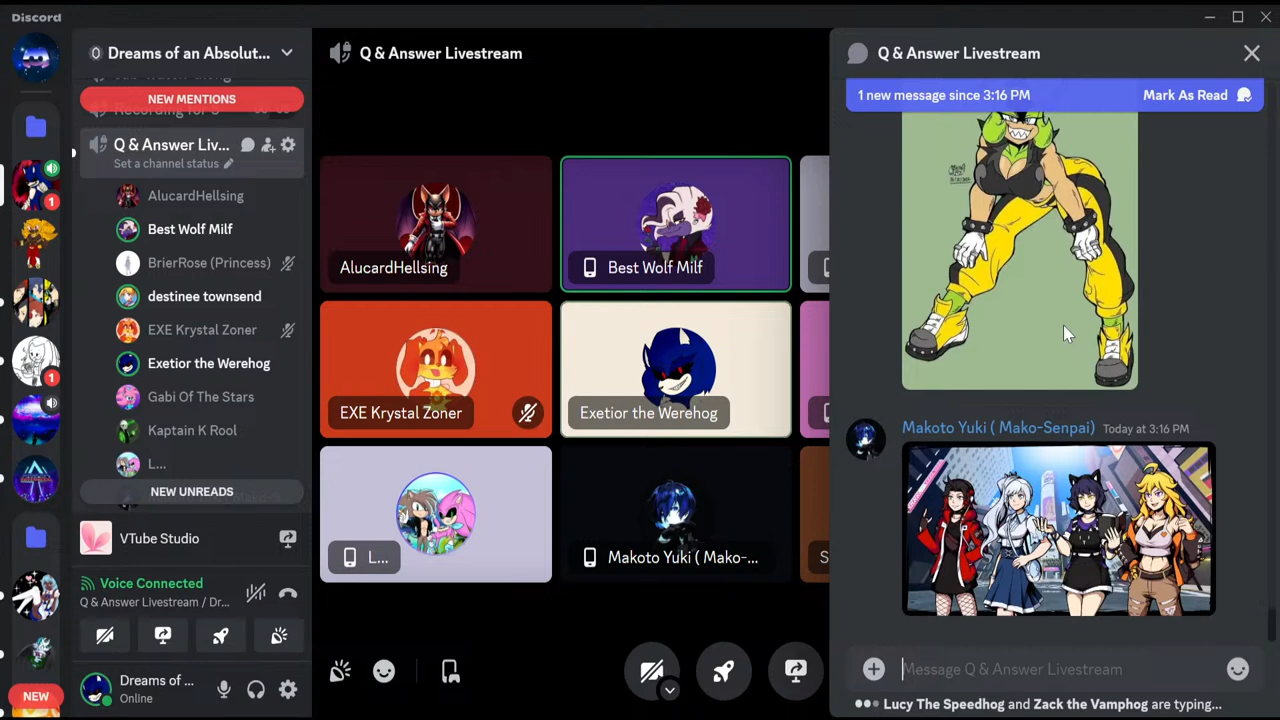 Discord
Dreams of an Absolut...
NEW MENTIONS
Q & Answer Liv...
Set a channel status
AlucardHellsing
Best Wolf Milf
BrierRose (Princess)
destinee townsend
EXE Krystal Zoner
Exetior the Werehog
Gabi Of The Stars
Kaptain K Rool
L...
NEW UNREADS
VTube Studio
Voice Connected
Q & Answer Livestream / Dr...
Dreams of ...
Online
NEW
1
1
Q & Answer Livestream
AlucardHellsing
Best Wolf Milf
EXE Krystal Zoner
Exetior the Werehog
L...
Makoto Yuki ( Mako-...
S
Q & Answer Livestream
1 new message since 3:16 PM
Mark As Read
Makoto Yuki ( Mako-Senpai) Today at 3:16 PM
Message Q & Answer Livestream
Lucy The Speedhog and Zack the Vamphog are typing...